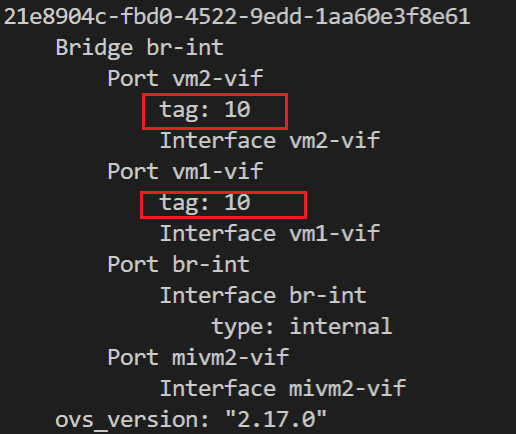 21e8904c-fbd0-4522-9edd-1aa60e3f8e61
Bridge br-int
Port vm2-vif
tag: 10
Interface vm2-vif
Port vm1-vif
tag: 10
Interface vm1-vif
Port br-int
Interface br-int
type: internal
Port mivm2-vif
Interface mivm2-vif
ovs_version: "2.17.0"